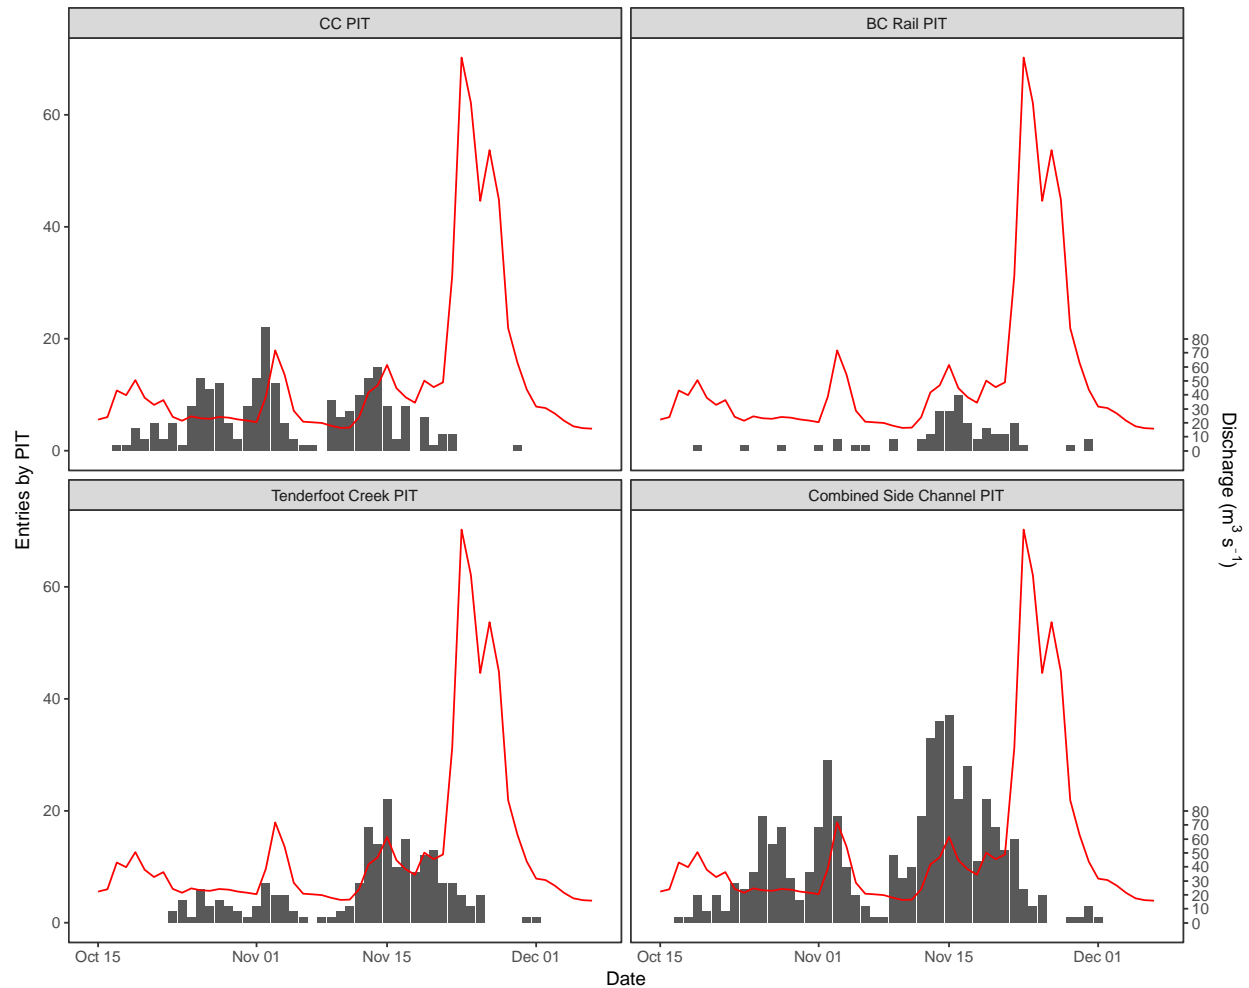 CC PIT
BC Rail PIT
60
40
20
0
80
70
60
50
40
30
20
10
0
Tenderfoot Creek PIT
Combined Side Channel PIT
60
40
20
0
80
70
60
50
40
30
20
10
0
Entries by PIT
Discharge (m³ s⁻¹)
Oct 15 Nov 01 Nov 15 Dec 01
Oct 15 Nov 01 Nov 15 Dec 01
Date